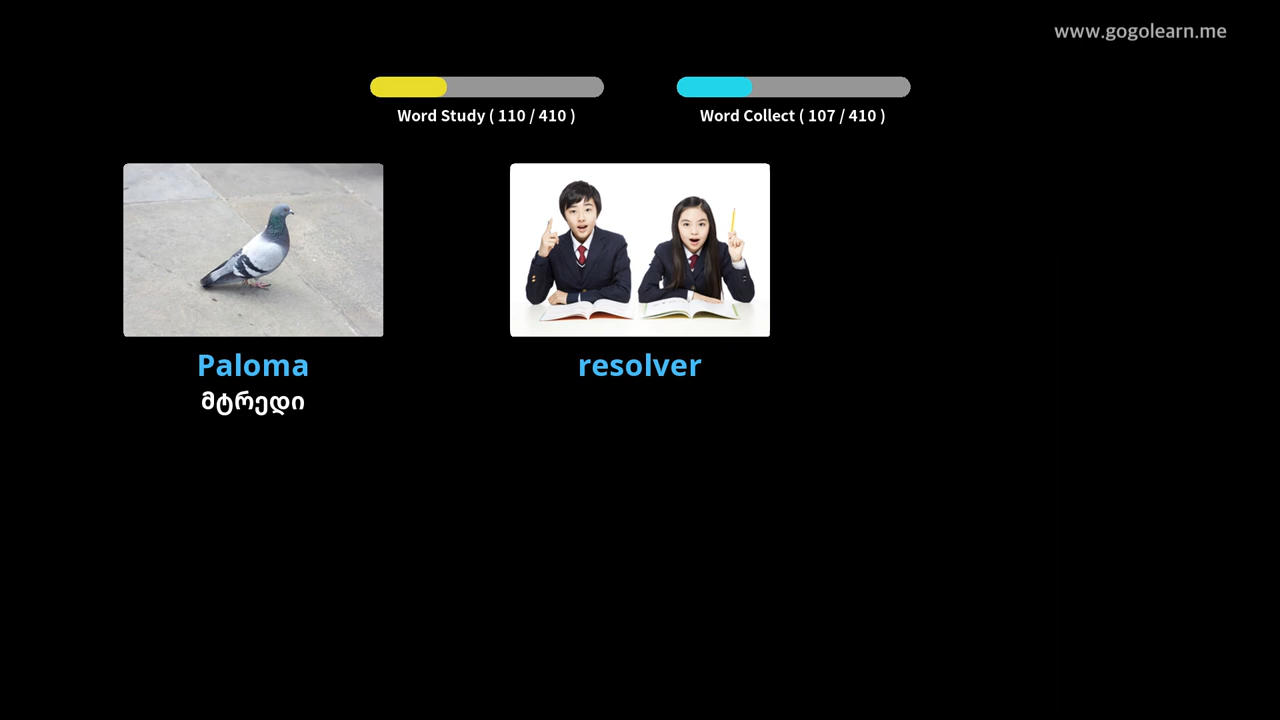 www.gogolearn.me
Word Study ( 110 / 410 )
Word Collect ( 107 / 410 )
Paloma
მტრედი
resolver